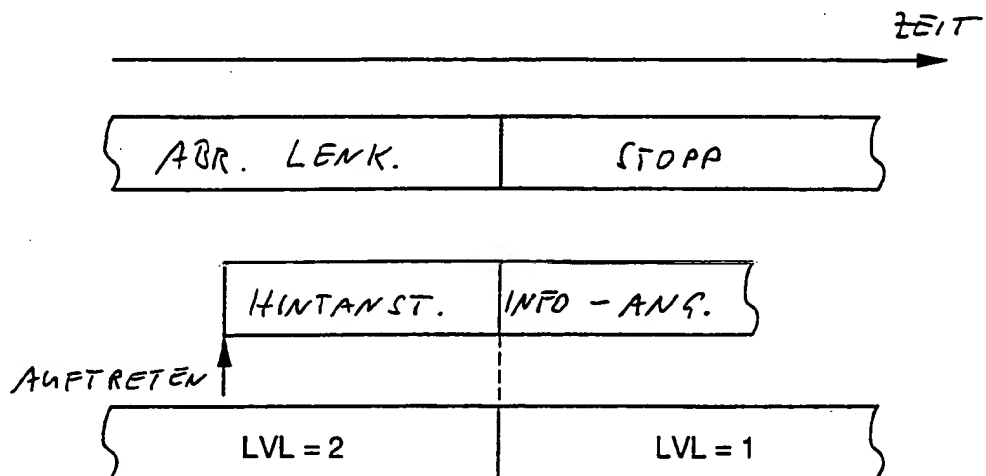 ZEIT
ABR. LENK. STOPP
HINTANST. INFO - ANG.
AUFTRETEN
LVL = 2 LVL = 1